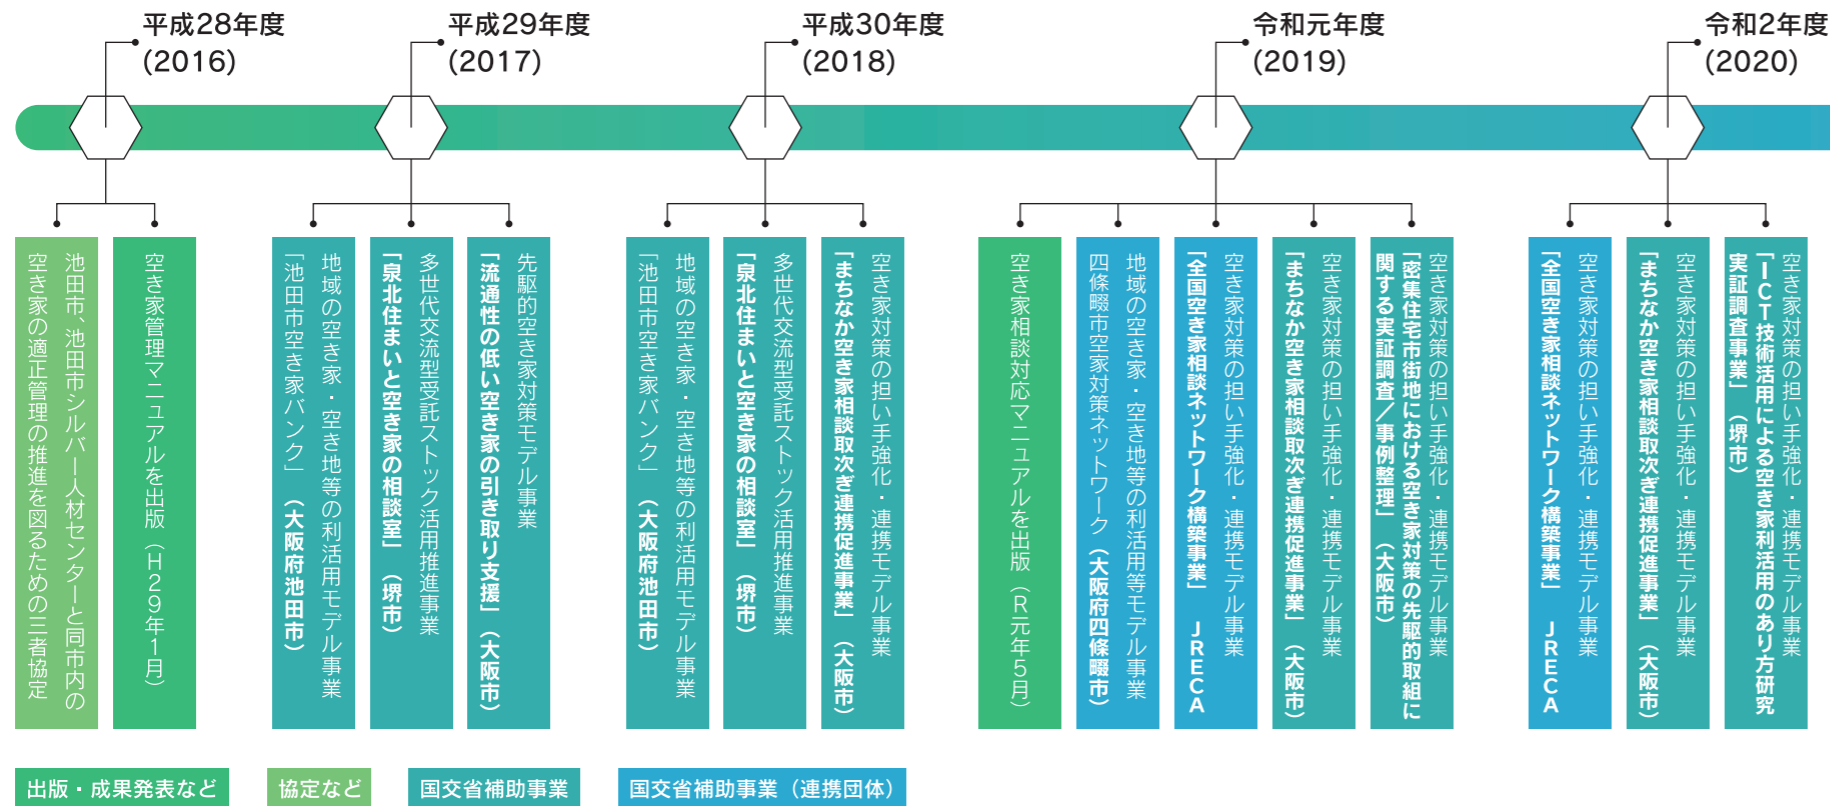 平成28年度
(2016)
平成29年度
(2017)
平成30年度
(2018)
令和元年度
(2019)
令和2年度
(2020)
池田市、池田市シルバー人材センターと同市内の
空き家の適正管理の推進を図るための三者協定
空き家管理マニュアルを出版（H29年1月）
地域の空き家・空き地等の利活用モデル事業
「池田市空き家バンク」（大阪府池田市）
多世代交流型受託ストック活用推進事業
「泉北住まいと空き家の相談室」（堺市）
先駆的空き家対策モデル事業
「流通性の低い空き家の引き取り支援」（大阪市）
地域の空き家・空き地等の利活用モデル事業
「池田市空き家バンク」（大阪府池田市）
多世代交流型受託ストック活用推進事業
「泉北住まいと空き家の相談室」（堺市）
空き家対策の担い手強化・連携モデル事業
「まちなか空き家相談取次ぎ連携促進事業」（大阪市）
空き家相談対応マニュアルを出版（R元年5月）
地域の空き家・空き地等の利活用等モデル事業
四條畷市空家対策ネットワーク（大阪府四條畷市）
空き家対策の担い手強化・連携モデル事業
「全国空き家相談ネットワーク構築事業」　JRECA
空き家対策の担い手強化・連携モデル事業
「まちなか空き家相談取次ぎ連携促進事業」（大阪市）
空き家対策の担い手強化・連携モデル事業
「密集住宅市街地における空き家対策の先駆的取組に
関する実証調査／事例整理」（大阪市）
空き家対策の担い手強化・連携モデル事業
「全国空き家相談ネットワーク構築事業」　JRECA
空き家対策の担い手強化・連携モデル事業
「まちなか空き家相談取次ぎ連携促進事業」（大阪市）
空き家対策の担い手強化・連携モデル事業
「ICT技術活用による空き家利活用のあり方研究
実証調査事業」（堺市）
出版・成果発表など
協定など
国交省補助事業
国交省補助事業（連携団体）